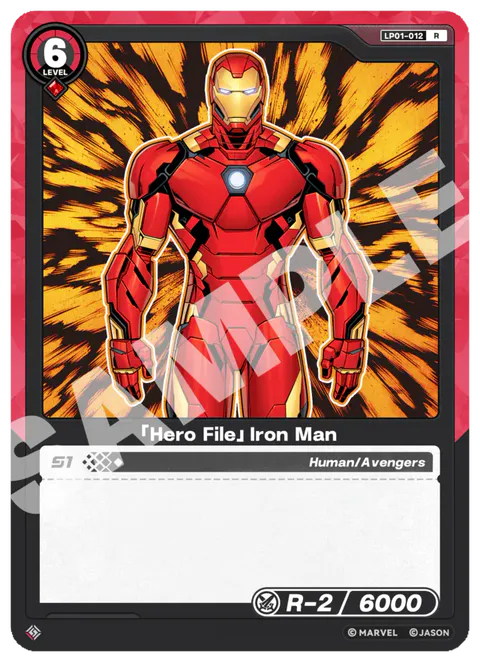 LP01-012 R
6
LEVEL
SAMPLE
「Hero File」 Iron Man
S1
Human/Avengers
R-2 / 6000
©MARVEL ©JASON